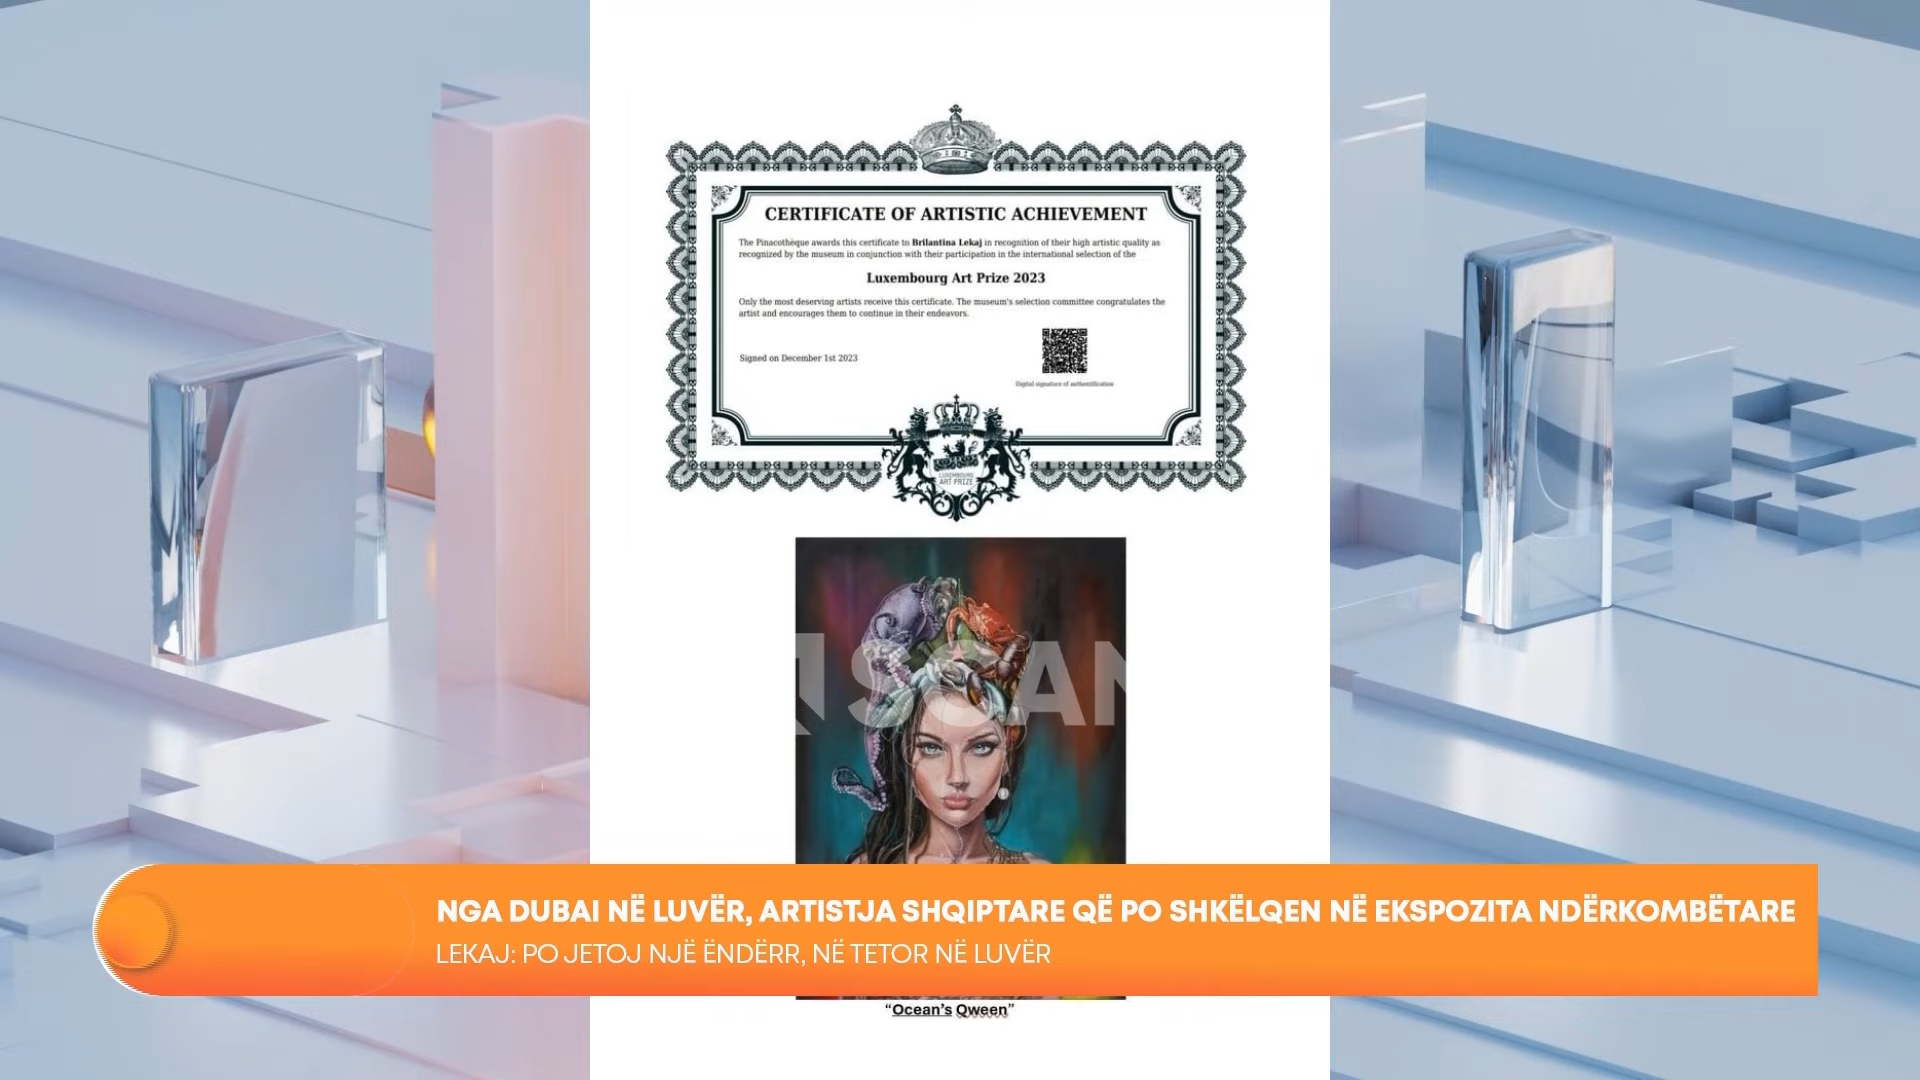 CERTIFICATE OF ARTISTIC ACHIEVEMENT
The Pinacothèque awards this certificate to Brilantina Lekaj in recognition of their high artistic quality as
recognized by the museum in conjunction with their participation in the international selection of the
Luxembourg Art Prize 2023
Only the most deserving artists receive this certificate. The museum's selection committee congratulates the
artist and encourages them to continue in their endeavors.
Signed on December 1st 2023
Digital signature of authentification
LUXEMBOURG
ART PRIZE
SCAN
NGA DUBAI NË LUVËR, ARTISTJA SHQIPTARE QË PO SHKËLQEN NË EKSPOZITA NDËRKOMBËTARE
LEKAJ: PO JETOJ NJË ËNDËRR, NË TETOR NË LUVËR
“Ocean’s Qween”